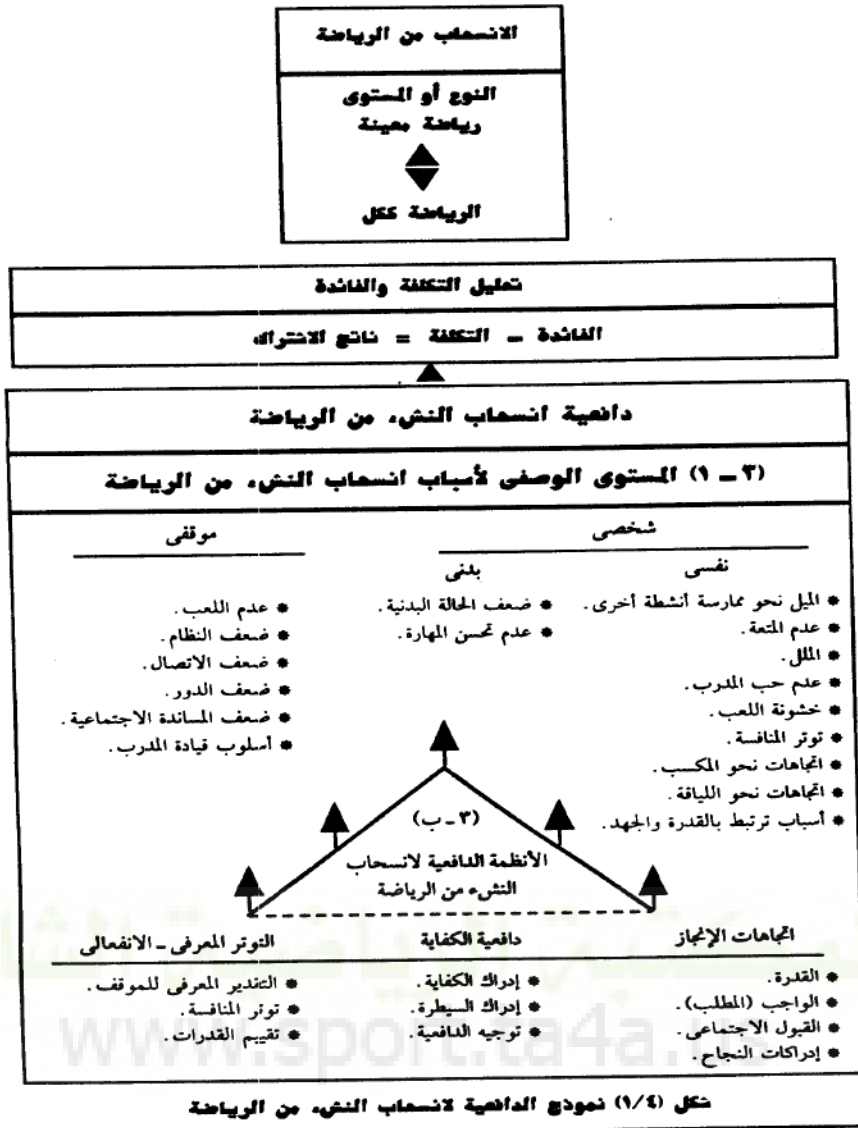 الانسحاب من الرياضة
النوع أو المستوى
رياضة معينة
الرياضة ككل
تحليل التكلفة والفائدة
الفائدة – التكلفة = ناتج الاشتراك
دافعية انسحاب النشء من الرياضة
(٣ – ١) المستوى الوصفى لأسباب انسحاب النشء من الرياضة
شخصى
موقفى
نفسى
بدنى
* الميل نحو ممارسة أنشطة أخرى.
* عدم المتعة.
* الملل.
* عدم حب المدرب.
* خشونة اللعب.
* توتر المنافسة.
* اتجاهات نحو المكسب.
* اتجاهات نحو اللياقة.
* أسباب ترتبط بالقدرة والجهد.
* ضعف الحالة البدنية.
* عدم تحسن المهارة.
* عدم اللعب.
* ضعف النظام.
* ضعف الاتصال.
* ضعف الدور.
* ضعف المساندة الاجتماعية.
* أسلوب قيادة المدرب.
(٣ – ب)
الأنظمة الدافعية لانسحاب
النشء من الرياضة
اتجاهات الإنجاز
* القدرة.
* الواجب (المطلب).
* القبول الاجتماعى.
* إدراكات النجاح.
دافعية الكفاية
* إدراك الكفاية.
* إدراك السيطرة.
* توجيه الدافعية.
التوتر المعرفى – الانفعالى
* التقدير المعرفى للموقف.
* توتر المنافسة.
* تقييم القدرات.
www.sport.ta4a.us
شكل (١/٤) نموذج الدافعية لانسحاب النشء من الرياضة